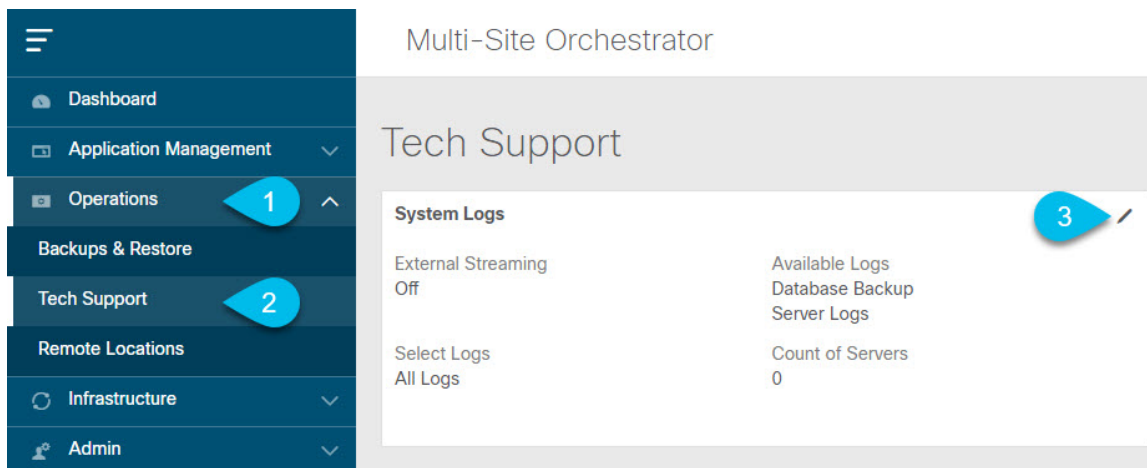 Multi-Site Orchestrator
Dashboard
Application Management
Operations
1
Backups & Restore
Tech Support
2
Remote Locations
Infrastructure
Admin
Tech Support
System Logs
3
External Streaming
Off
Available Logs
Database Backup
Server Logs
Select Logs
All Logs
Count of Servers
0